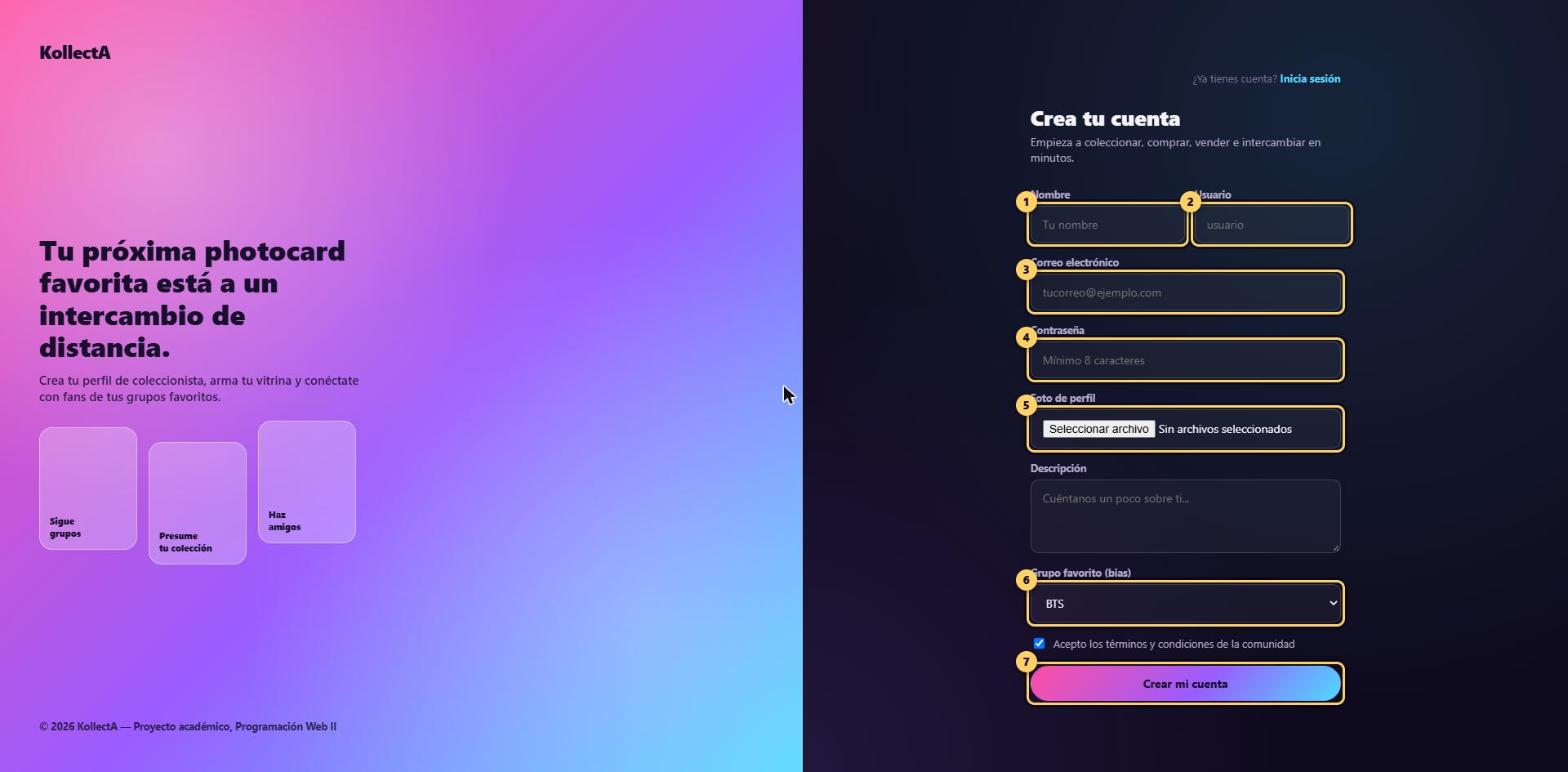 KollectA
Tu próxima photocard
favorita está a un
intercambio de
distancia.
Crea tu perfil de coleccionista, arma tu vitrina y conéctate
con fans de tus grupos favoritos.
Sigue
grupos
Presume
tu colección
Haz
amigos
© 2026 KollectA — Proyecto académico, Programación Web II
¿Ya tienes cuenta? Inicia sesión
Crea tu cuenta
Empieza a coleccionar, comprar, vender e intercambiar en
minutos.
1 Nombre
2 Usuario
Tu nombre
usuario
3 Correo electrónico
tucorreo@ejemplo.com
4 Contraseña
Mínimo 8 caracteres
5 Foto de perfil
Seleccionar archivo Sin archivos seleccionados
Descripción
Cuéntanos un poco sobre ti...
6 Grupo favorito (bias)
BTS
Acepto los términos y condiciones de la comunidad
7
Crear mi cuenta